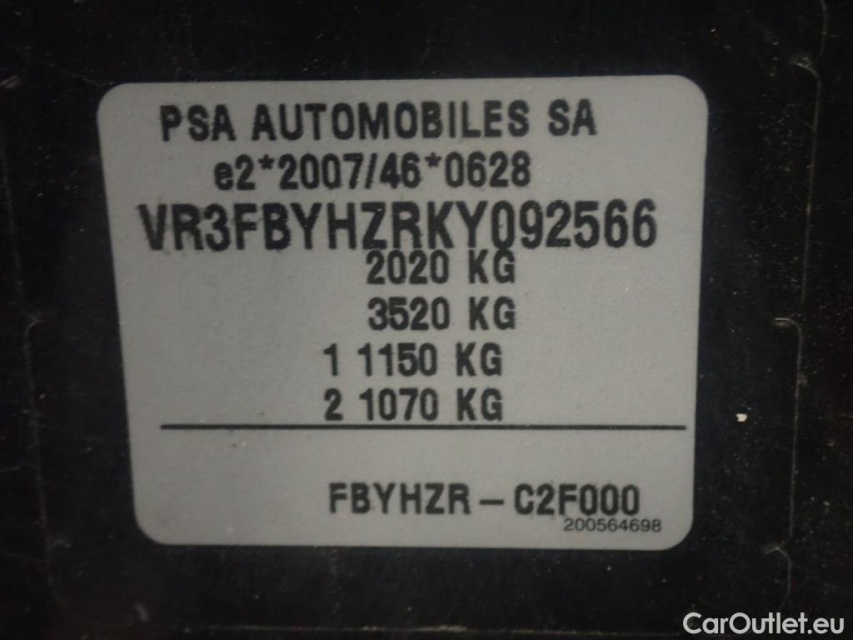 PSA AUTOMOBILES SA
e2*2007/46*0628
VR3FBYHZRKY092566
2020 KG
3520 KG
1 1150 KG
2 1070 KG
FBYHZR – C2F000
200564698
CarOutlet.eu